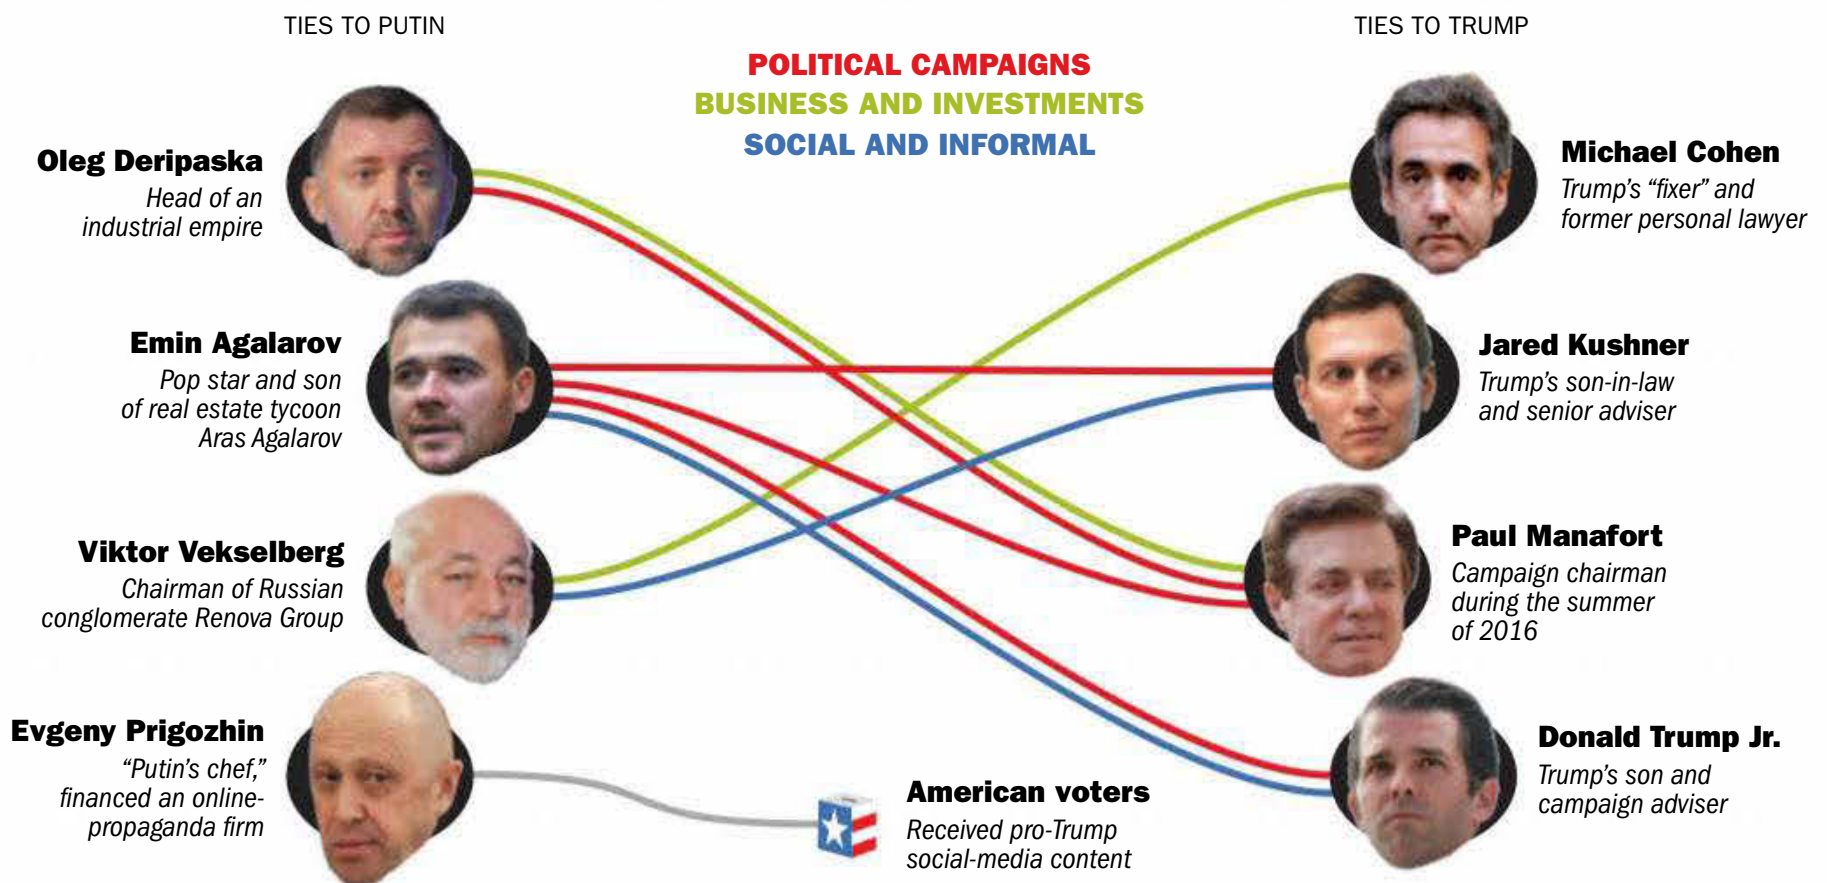 TIES TO PUTIN
TIES TO TRUMP
POLITICAL CAMPAIGNS
BUSINESS AND INVESTMENTS
SOCIAL AND INFORMAL
Oleg Deripaska
Head of an
industrial empire
Emin Agalarov
Pop star and son
of real estate tycoon
Aras Agalarov
Viktor Vekselberg
Chairman of Russian
conglomerate Renova Group
Evgeny Prigozhin
“Putin’s chef,”
financed an online-
propaganda firm
American voters
Received pro-Trump
social-media content
Michael Cohen
Trump’s “fixer” and
former personal lawyer
Jared Kushner
Trump’s son-in-law
and senior adviser
Paul Manafort
Campaign chairman
during the summer
of 2016
Donald Trump Jr.
Trump’s son and
campaign adviser